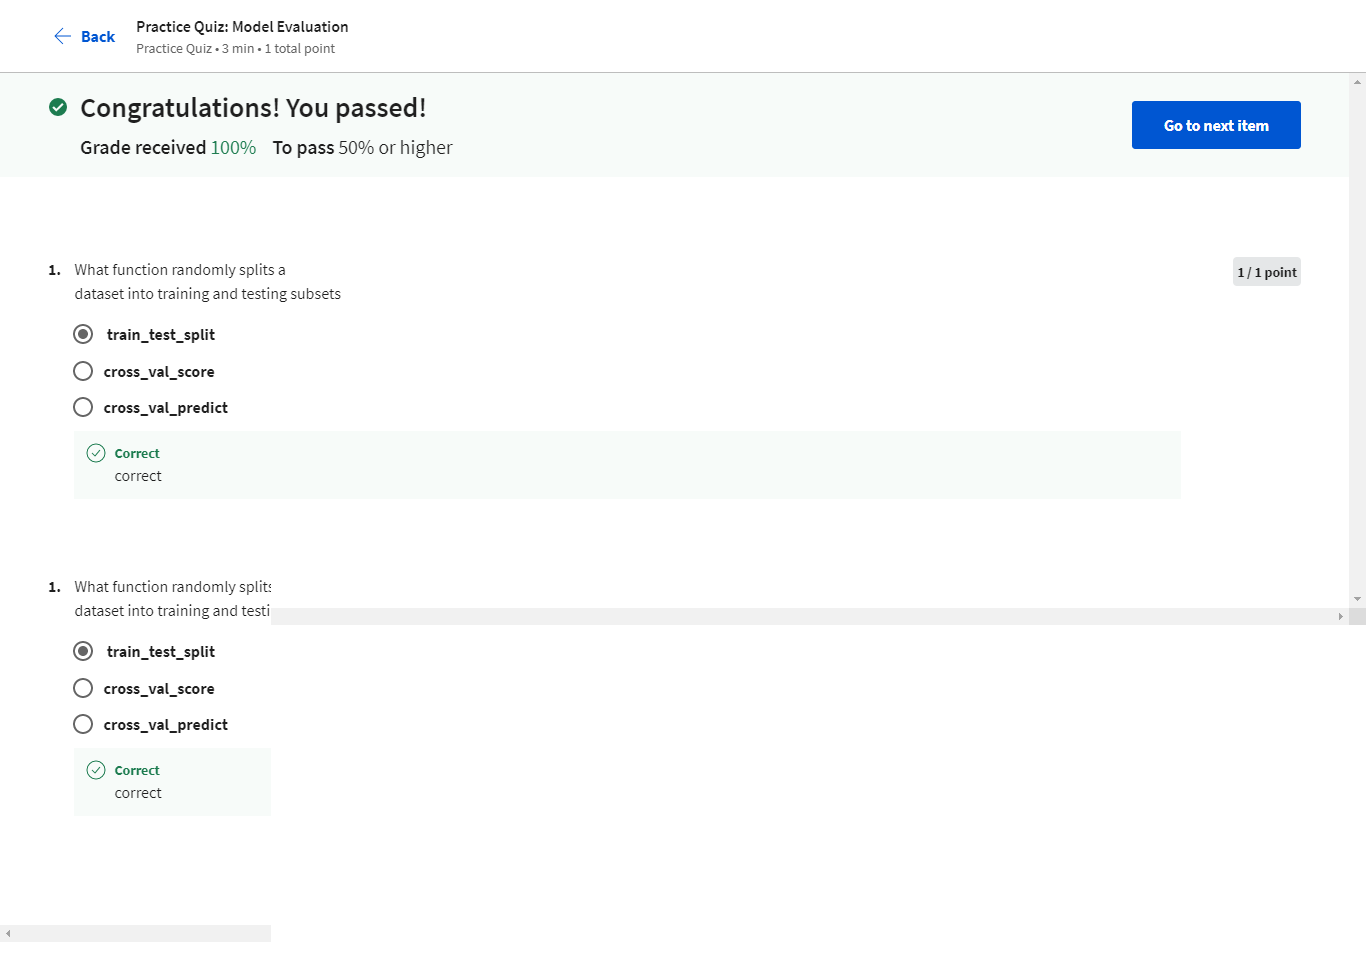 Back
Practice Quiz: Model Evaluation
Practice Quiz • 3 min • 1 total point
Congratulations! You passed!
Grade received 100% To pass 50% or higher
Go to next item
1. What function randomly splits a
dataset into training and testing subsets
1 / 1 point
train_test_split
cross_val_score
cross_val_predict
Correct
correct
1. What function randomly splits
dataset into training and testi
train_test_split
cross_val_score
cross_val_predict
Correct
correct